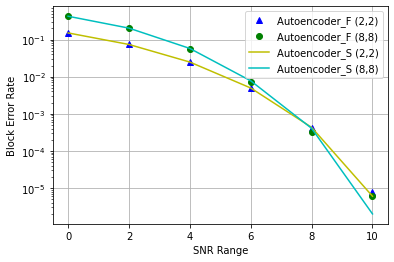 Autoencoder_F (2,2)
Autoencoder_F (8,8)
Autoencoder_S (2,2)
Autoencoder_S (8,8)
Block Error Rate
10⁻¹
10⁻²
10⁻³
10⁻⁴
10⁻⁵
0 2 4 6 8 10
SNR Range